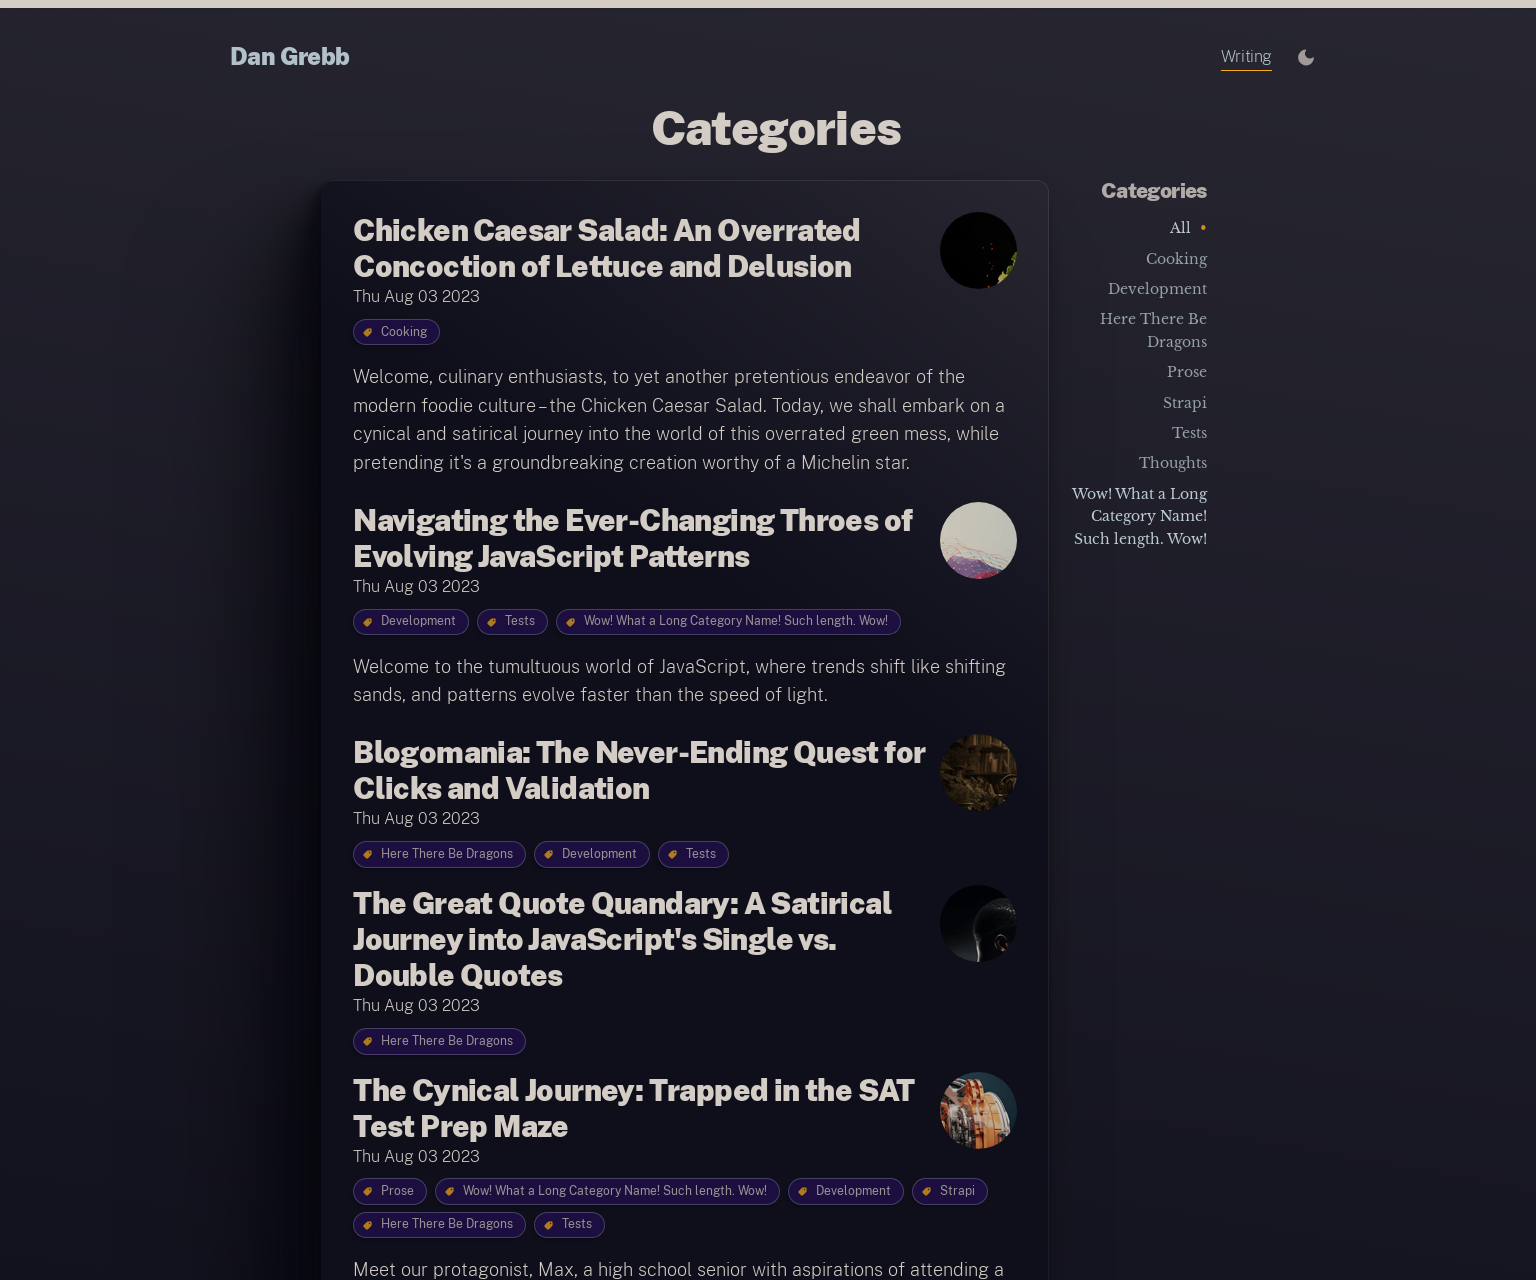 Dan Grebb
Writing
Categories
Chicken Caesar Salad: An Overrated
Concoction of Lettuce and Delusion
Thu Aug 03 2023
Cooking
Welcome, culinary enthusiasts, to yet another pretentious endeavor of the
modern foodie culture – the Chicken Caesar Salad. Today, we shall embark on a
cynical and satirical journey into the world of this overrated green mess, while
pretending it's a groundbreaking creation worthy of a Michelin star.
Navigating the Ever-Changing Throes of
Evolving JavaScript Patterns
Thu Aug 03 2023
Development
Tests
Wow! What a Long Category Name! Such length. Wow!
Welcome to the tumultuous world of JavaScript, where trends shift like shifting
sands, and patterns evolve faster than the speed of light.
Blogomania: The Never-Ending Quest for
Clicks and Validation
Thu Aug 03 2023
Here There Be Dragons
Development
Tests
The Great Quote Quandary: A Satirical
Journey into JavaScript's Single vs.
Double Quotes
Thu Aug 03 2023
Here There Be Dragons
The Cynical Journey: Trapped in the SAT
Test Prep Maze
Thu Aug 03 2023
Prose
Wow! What a Long Category Name! Such length. Wow!
Development
Strapi
Here There Be Dragons
Tests
Meet our protagonist, Max, a high school senior with aspirations of attending a
Categories
All •
Cooking
Development
Here There Be
Dragons
Prose
Strapi
Tests
Thoughts
Wow! What a Long
Category Name!
Such length. Wow!